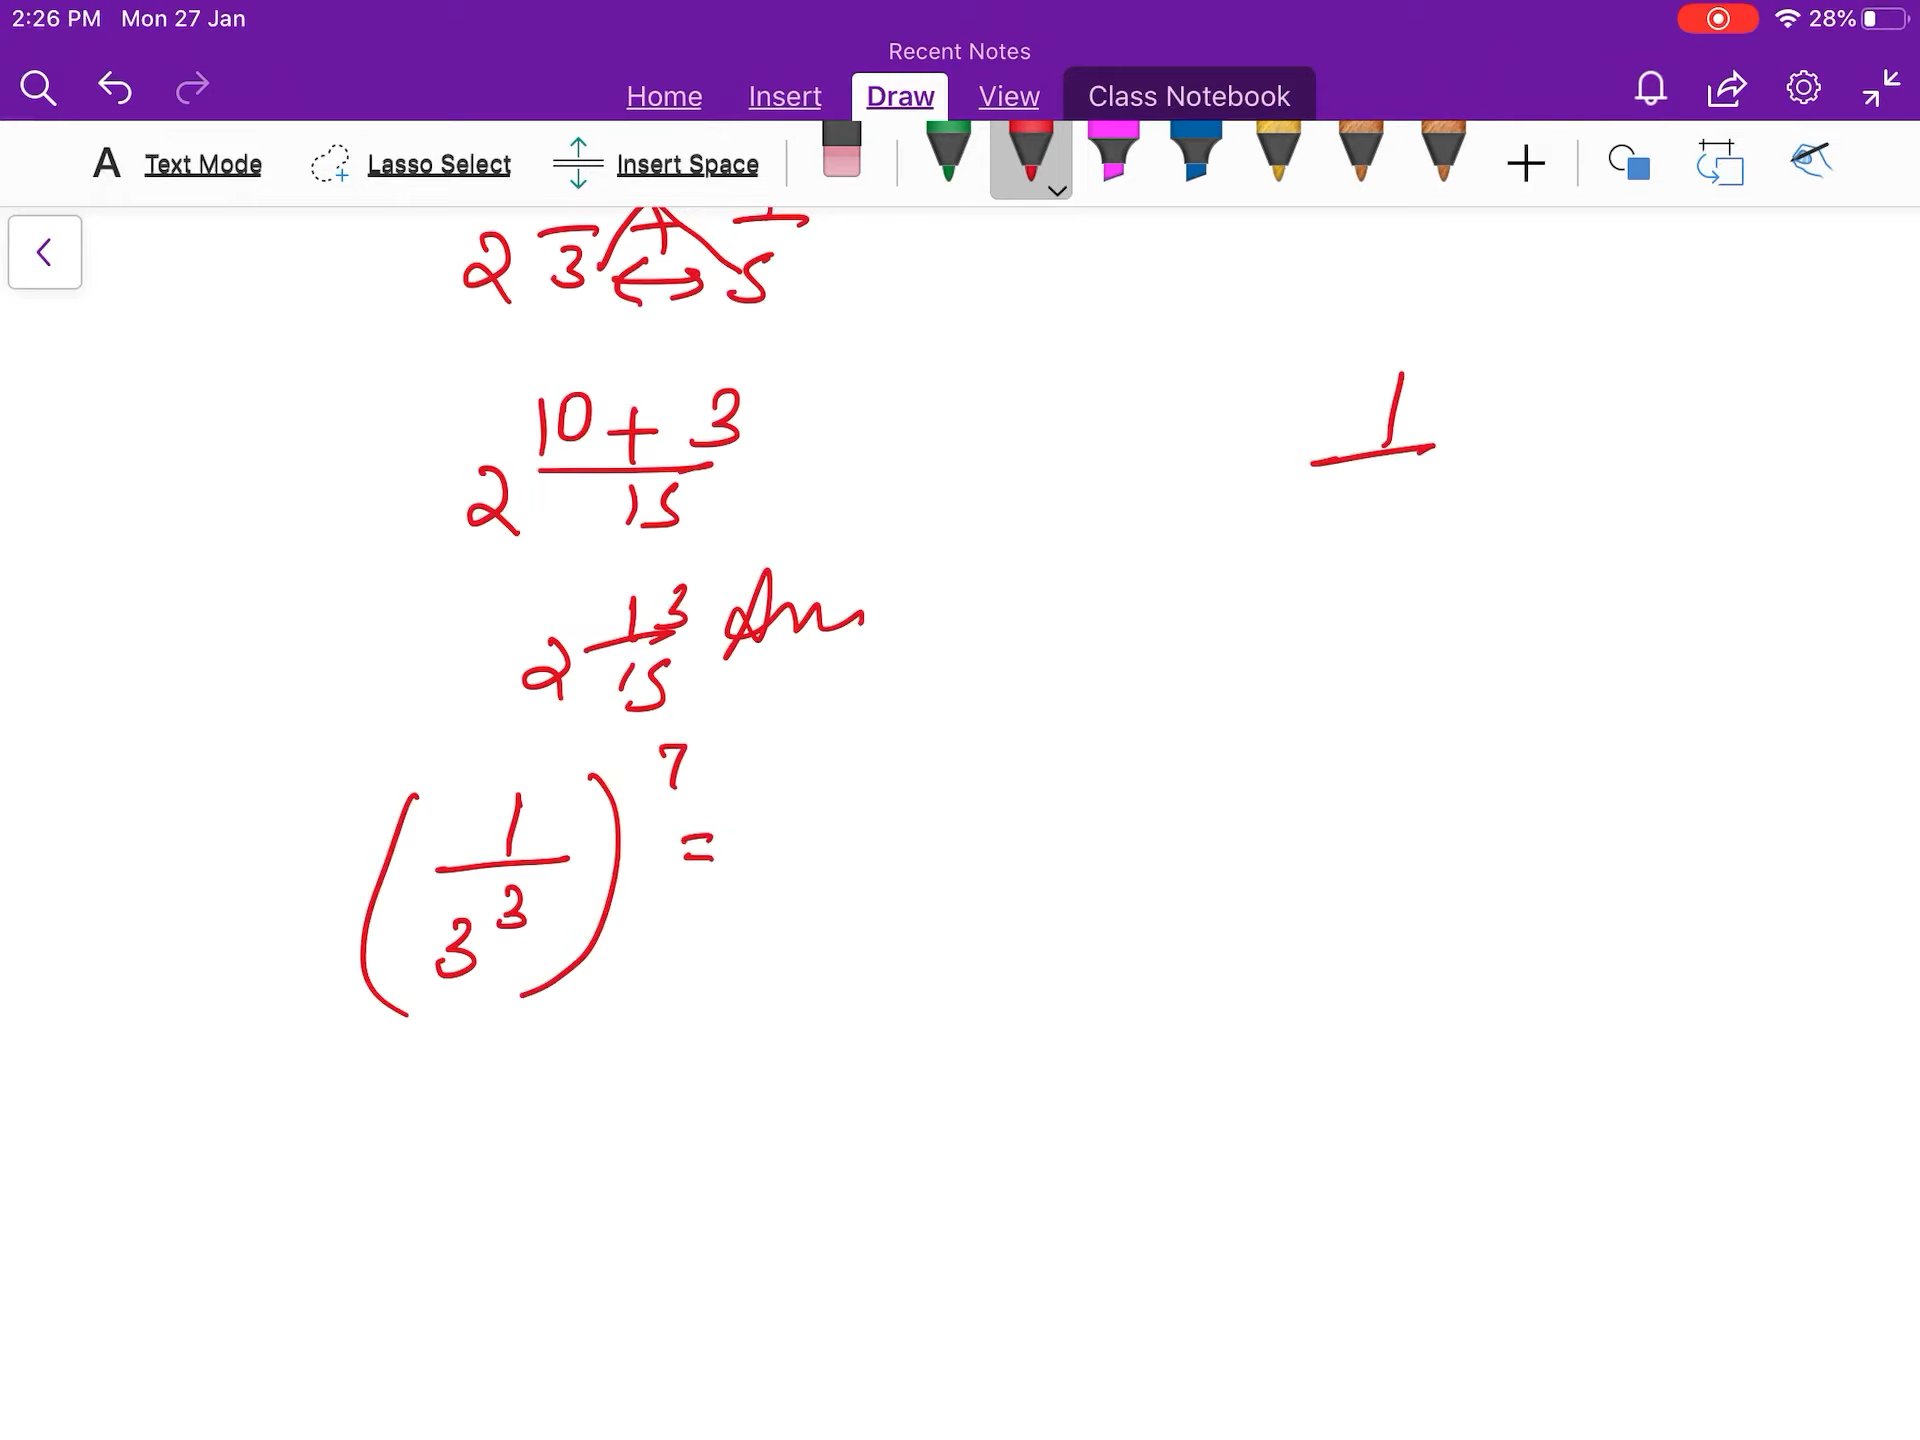 2:26 PM Mon 27 Jan 28%
Recent Notes
Home Insert Draw View Class Notebook
A Text Mode Lasso Select Insert Space
2 3 + 5
10 + 3
2 15
13 Ans
2 15
7
( 1 / 3^3 ) =
1